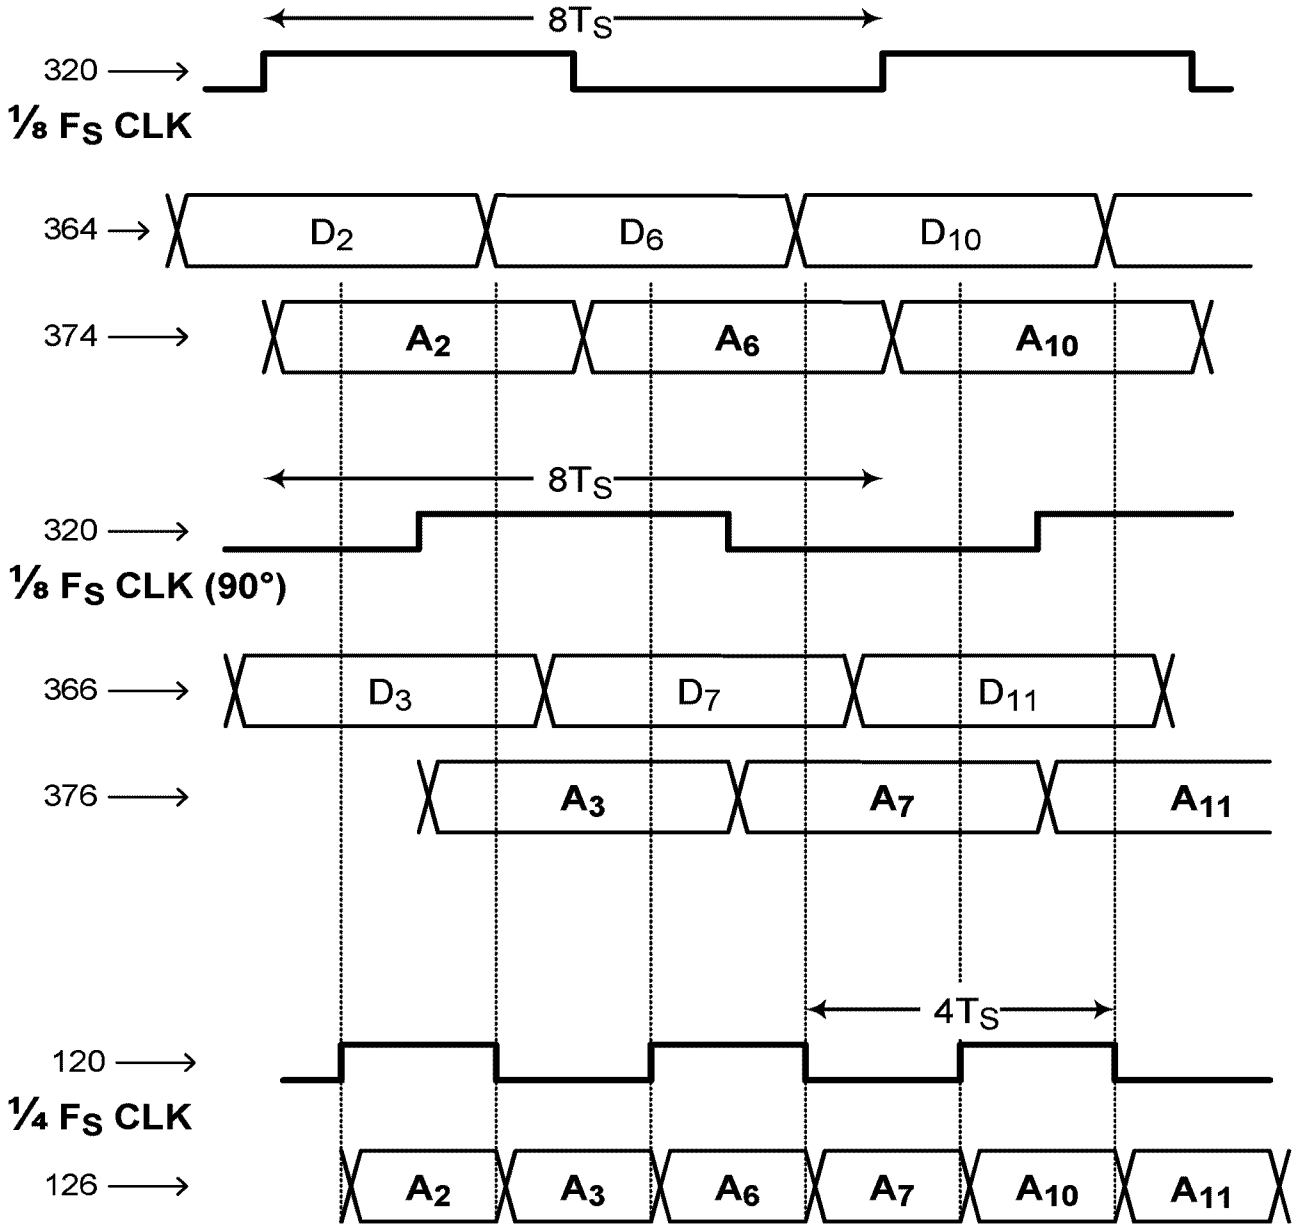 8TS
320
⅛ FS CLK
364 D2 D6 D10
374 A2 A6 A10
8TS
320
⅛ FS CLK (90°)
366 D3 D7 D11
376 A3 A7 A11
4TS
120
¼ FS CLK
126 A2 A3 A6 A7 A10 A11